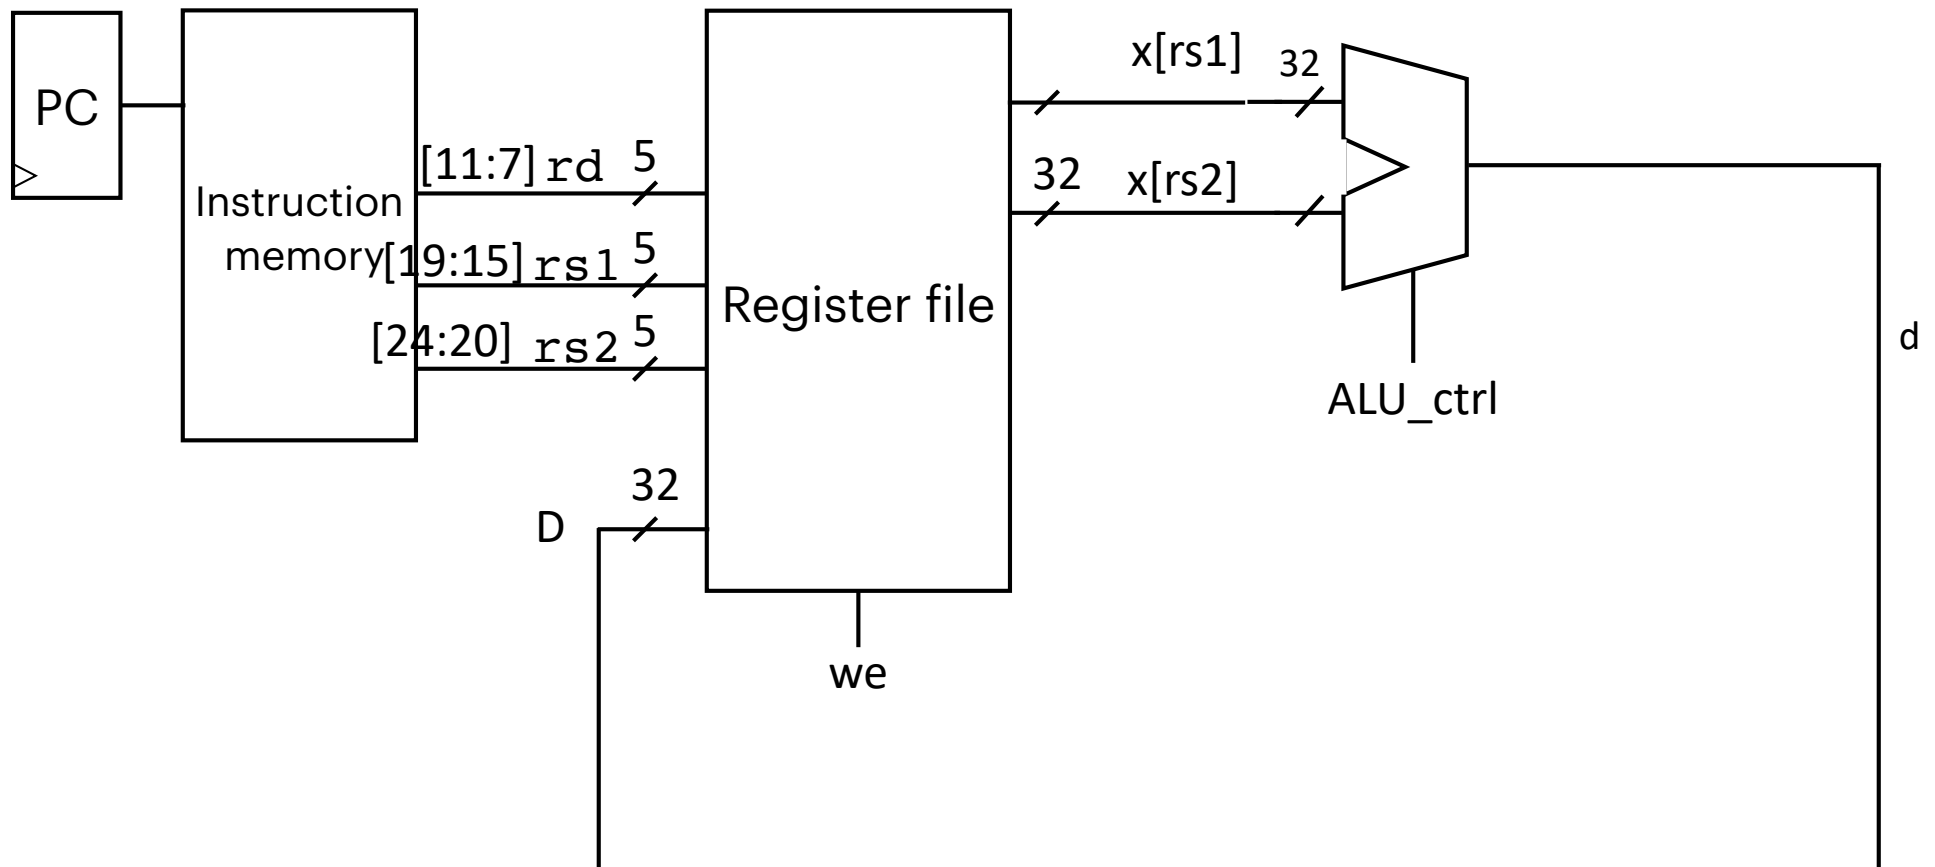 PC
Instruction
memory
[11:7] rd 5
[19:15] rs1 5
[24:20] rs2 5
D
32
Register file
we
x[rs1]
32
32
x[rs2]
ALU_ctrl
d